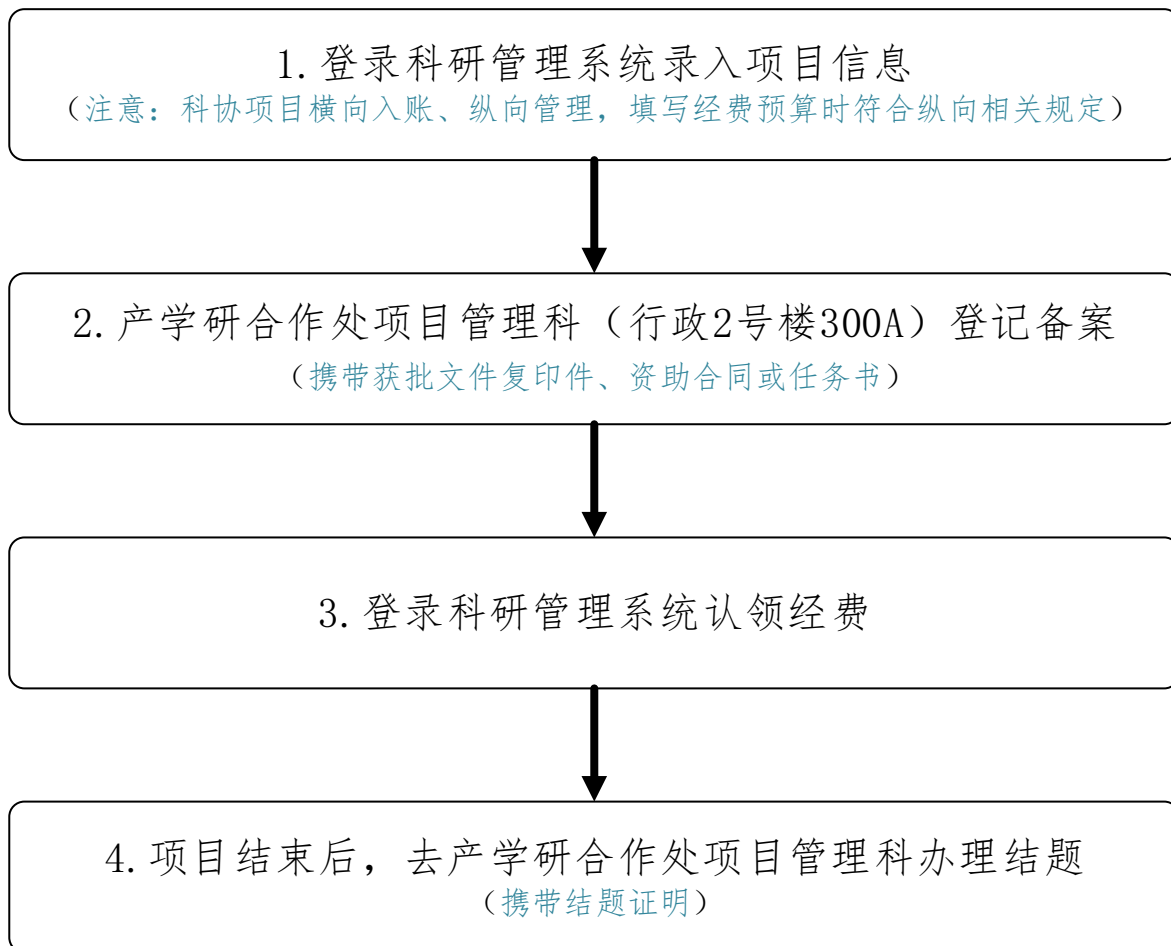 1.登录科研管理系统录入项目信息
（注意：科协项目横向入账、纵向管理，填写经费预算时符合纵向相关规定）
2.产学研合作处项目管理科（行政2号楼300A）登记备案
（携带获批文件复印件、资助合同或任务书）
3.登录科研管理系统认领经费
4.项目结束后，去产学研合作处项目管理科办理结题
（携带结题证明）